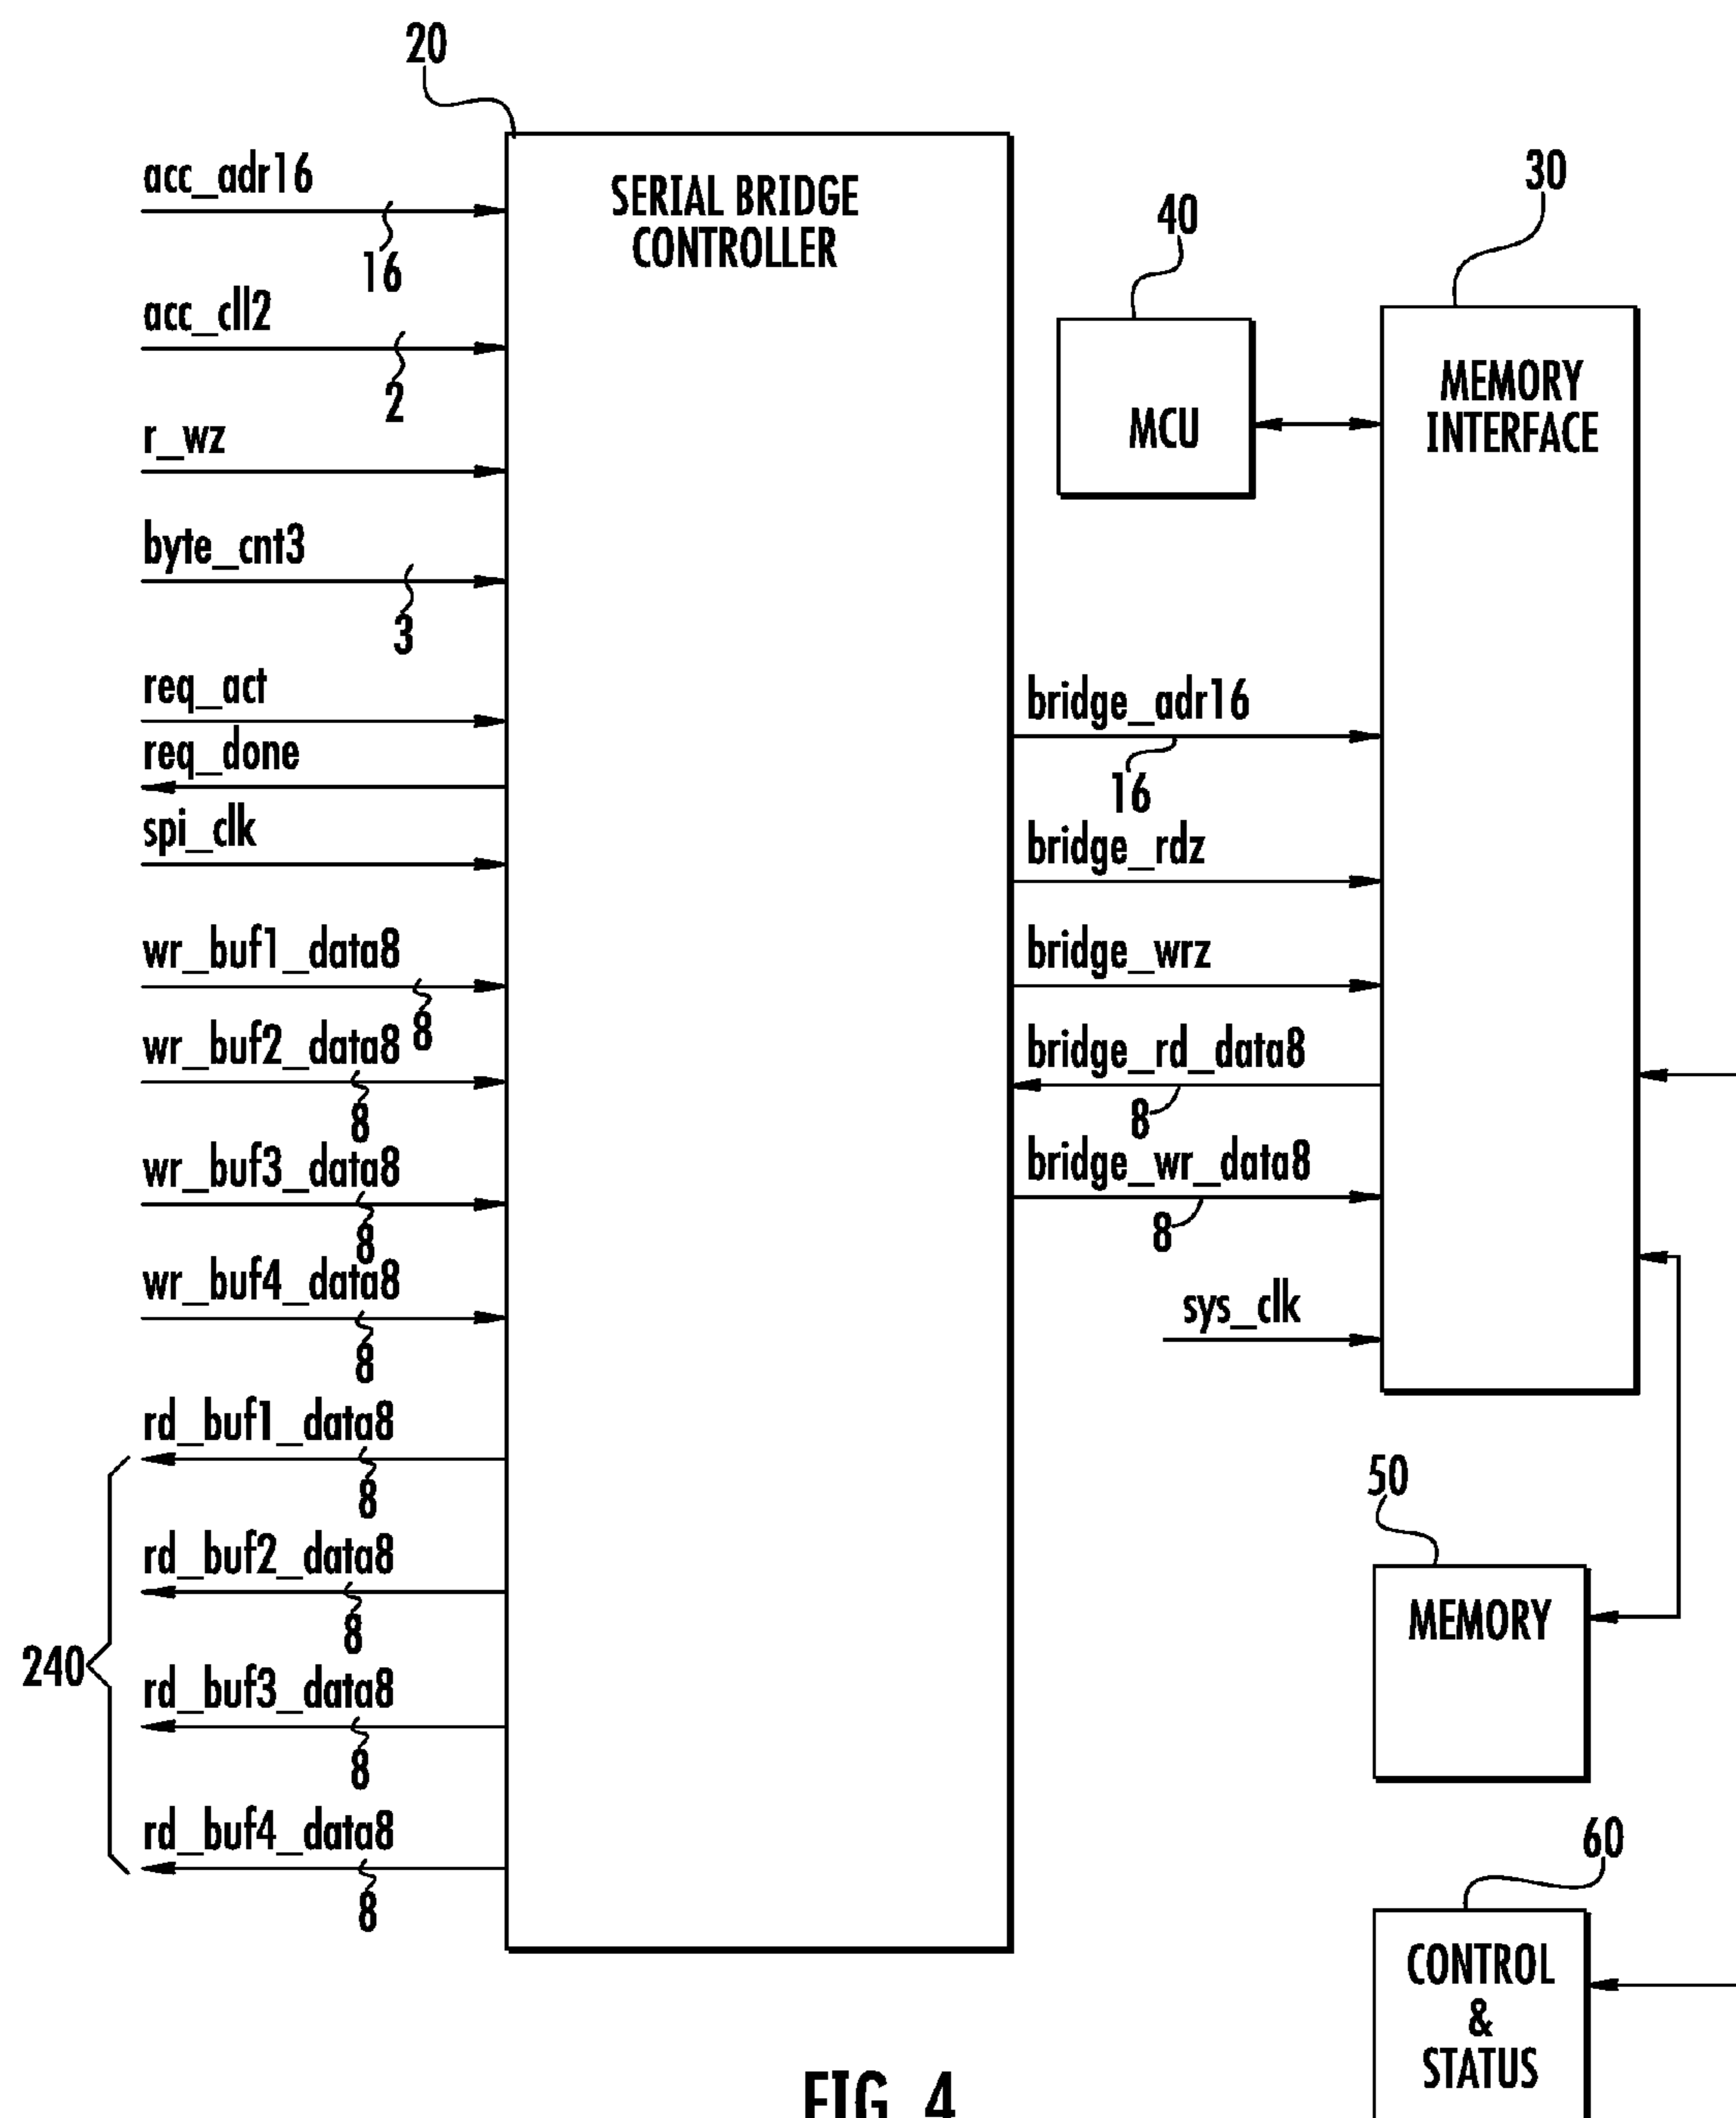 20
acc_adr16
16
SERIAL BRIDGE
CONTROLLER
acc_cll2
2
r_wz
byte_cnt3
3
req_act
req_done
spi_clk
wr_buf1_data8
8
wr_buf2_data8
8
wr_buf3_data8
8
wr_buf4_data8
8
rd_buf1_data8
8
rd_buf2_data8
8
240
rd_buf3_data8
8
rd_buf4_data8
8
40
MCU
30
MEMORY
INTERFACE
bridge_adr16
16
bridge_rdz
bridge_wrz
bridge_rd_data8
8
bridge_wr_data8
8
sys_clk
50
MEMORY
60
CONTROL
&
STATUS
FIG. 4